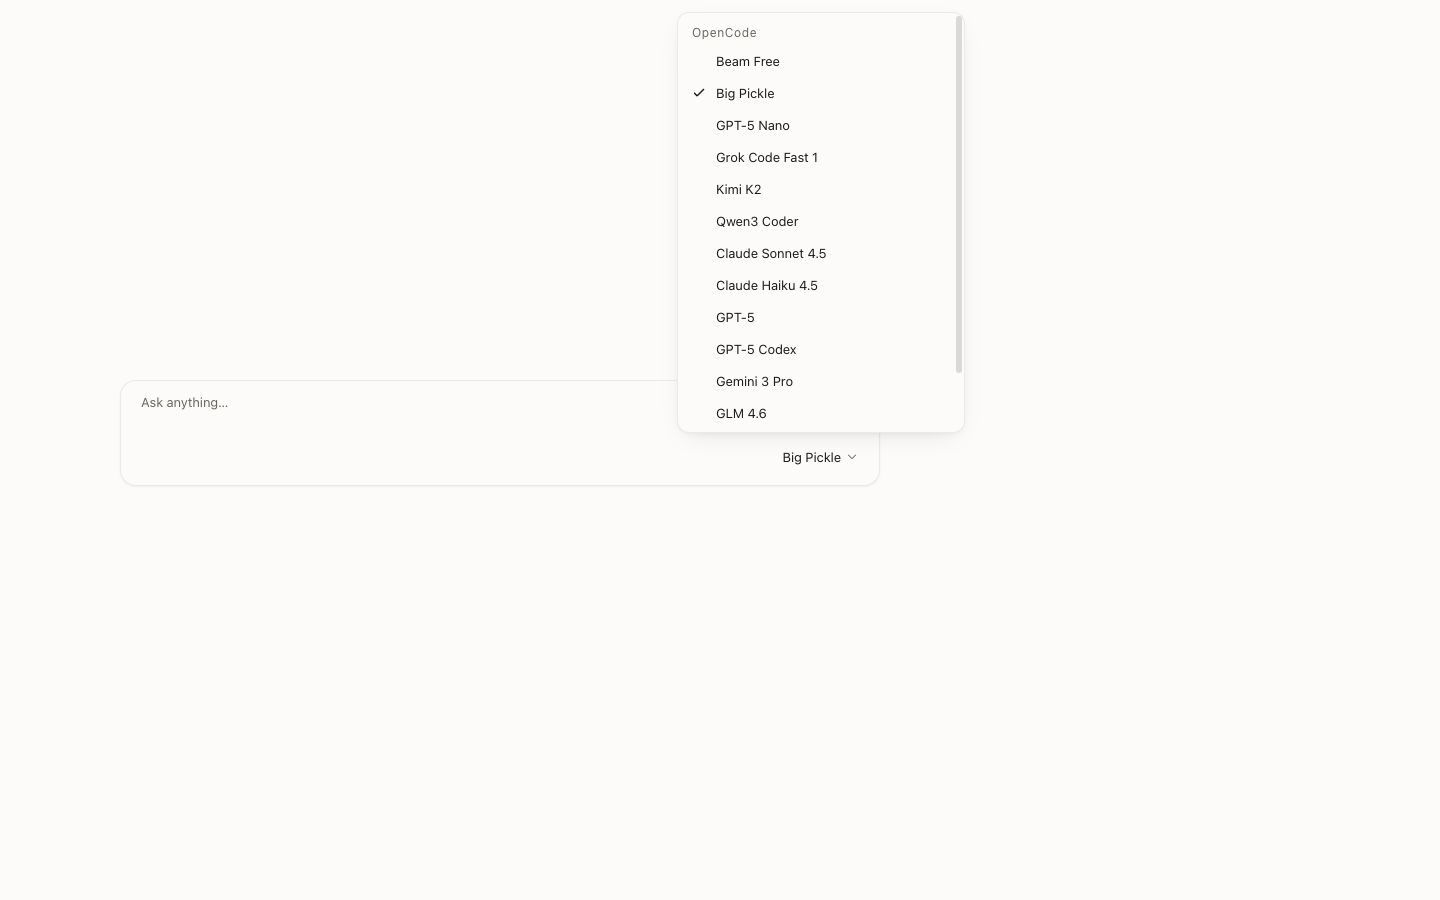 OpenCode
Beam Free
Big Pickle
GPT-5 Nano
Grok Code Fast 1
Kimi K2
Qwen3 Coder
Claude Sonnet 4.5
Claude Haiku 4.5
GPT-5
GPT-5 Codex
Gemini 3 Pro
GLM 4.6
Ask anything...
Big Pickle